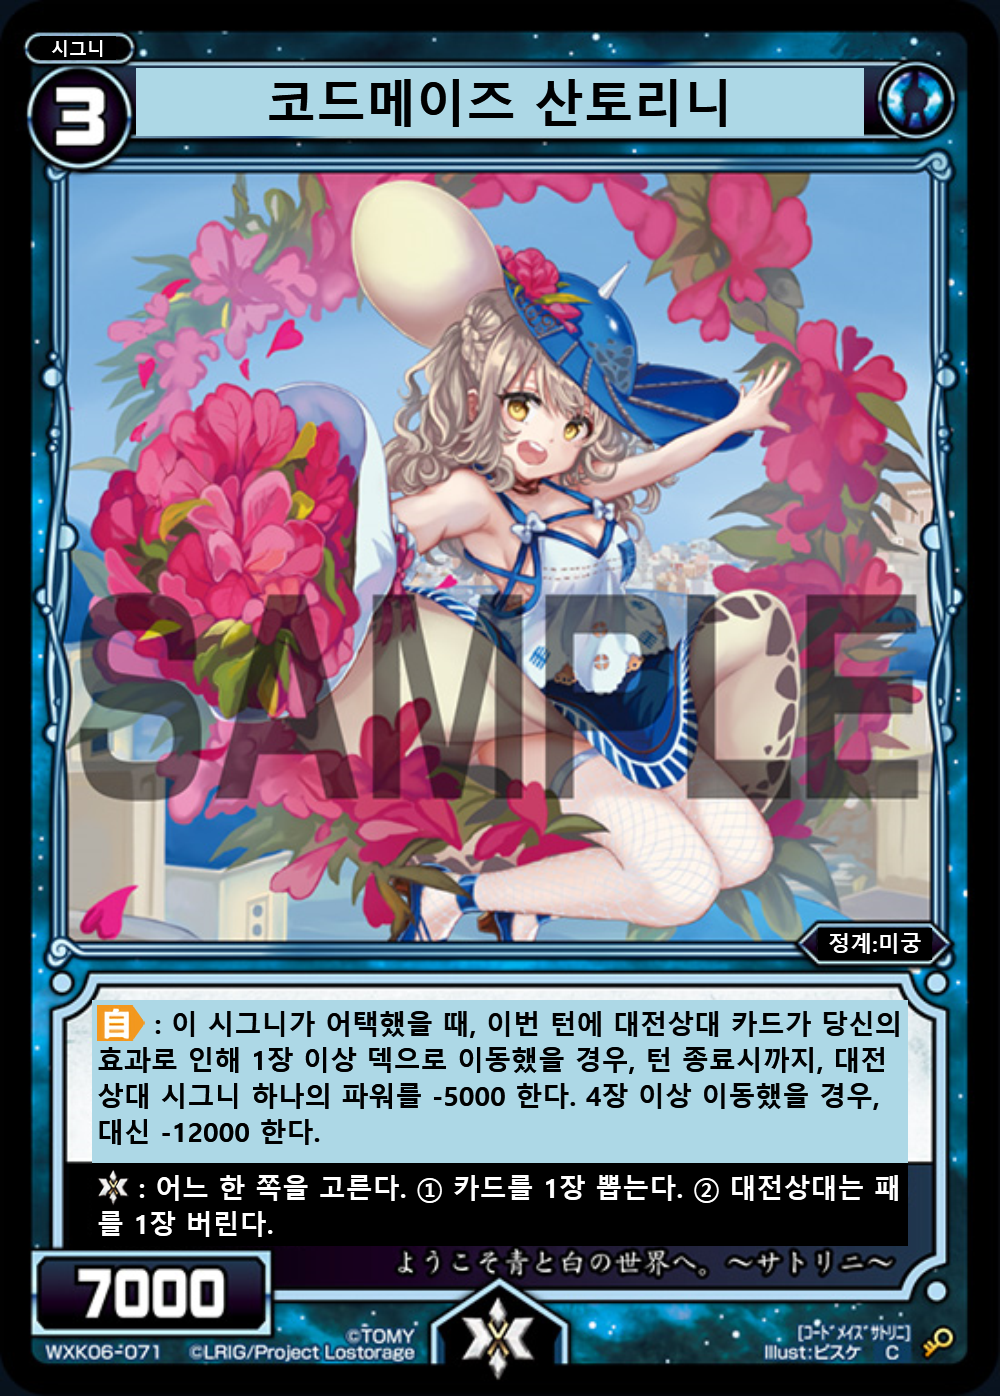 시그니
3
코드메이즈 산토리니
SAMPLE
정계:미궁
自 : 이 시그니가 어택했을 때, 이번 턴에 대전상대 카드가 당신의
효과로 인해 1장 이상 덱으로 이동했을 경우, 턴 종료시까지, 대전
상대 시그니 하나의 파워를 -5000 한다. 4장 이상 이동했을 경우,
대신 -12000 한다.
: 어느 한 쪽을 고른다. ① 카드를 1장 뽑는다. ② 대전상대는 패
를 1장 버린다.
ようこそ青と白の世界へ。~サトリニ~
7000
©TOMY
[コードメイズサトリニ]
WXK06-071 ©LRIG/Project Lostorage
Illust:ビスケ C